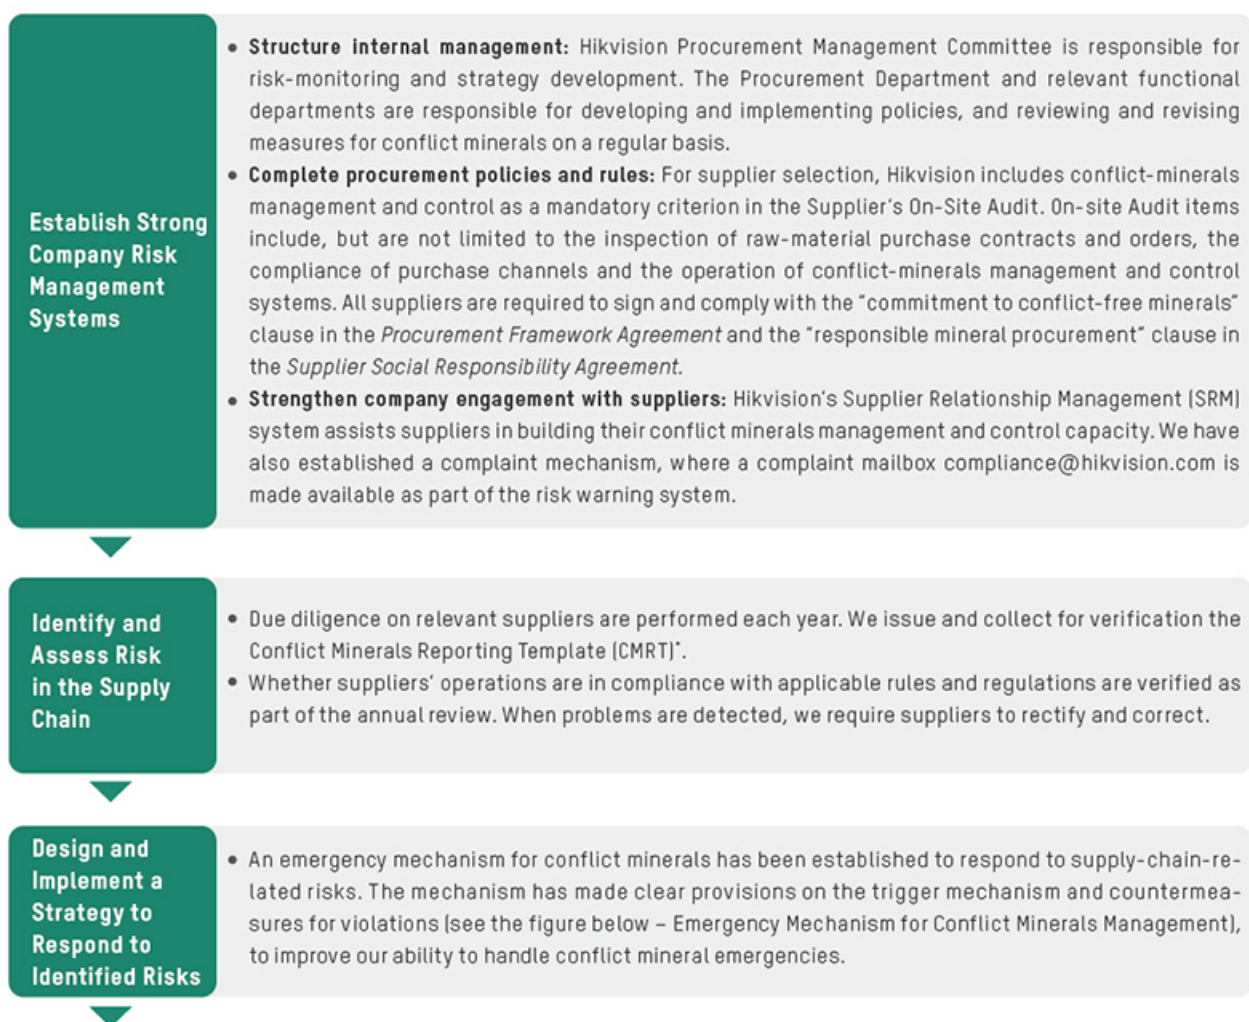 Establish Strong
Company Risk
Management
Systems
• Structure internal management: Hikvision Procurement Management Committee is responsible for
risk-monitoring and strategy development. The Procurement Department and relevant functional
departments are responsible for developing and implementing policies, and reviewing and revising
measures for conflict minerals on a regular basis.
• Complete procurement policies and rules: For supplier selection, Hikvision includes conflict-minerals
management and control as a mandatory criterion in the Supplier's On-Site Audit. On-site Audit items
include, but are not limited to the inspection of raw-material purchase contracts and orders, the
compliance of purchase channels and the operation of conflict-minerals management and control
systems. All suppliers are required to sign and comply with the “commitment to conflict-free minerals”
clause in the Procurement Framework Agreement and the “responsible mineral procurement” clause in
the Supplier Social Responsibility Agreement.
• Strengthen company engagement with suppliers: Hikvision's Supplier Relationship Management (SRM)
system assists suppliers in building their conflict minerals management and control capacity. We have
also established a complaint mechanism, where a complaint mailbox compliance@hikvision.com is
made available as part of the risk warning system.
Identify and
Assess Risk
in the Supply
Chain
• Due diligence on relevant suppliers are performed each year. We issue and collect for verification the
Conflict Minerals Reporting Template (CMRT)*.
• Whether suppliers' operations are in compliance with applicable rules and regulations are verified as
part of the annual review. When problems are detected, we require suppliers to rectify and correct.
Design and
Implement a
Strategy to
Respond to
Identified Risks
• An emergency mechanism for conflict minerals has been established to respond to supply-chain-re-
lated risks. The mechanism has made clear provisions on the trigger mechanism and countermea-
sures for violations (see the figure below – Emergency Mechanism for Conflict Minerals Management),
to improve our ability to handle conflict mineral emergencies.